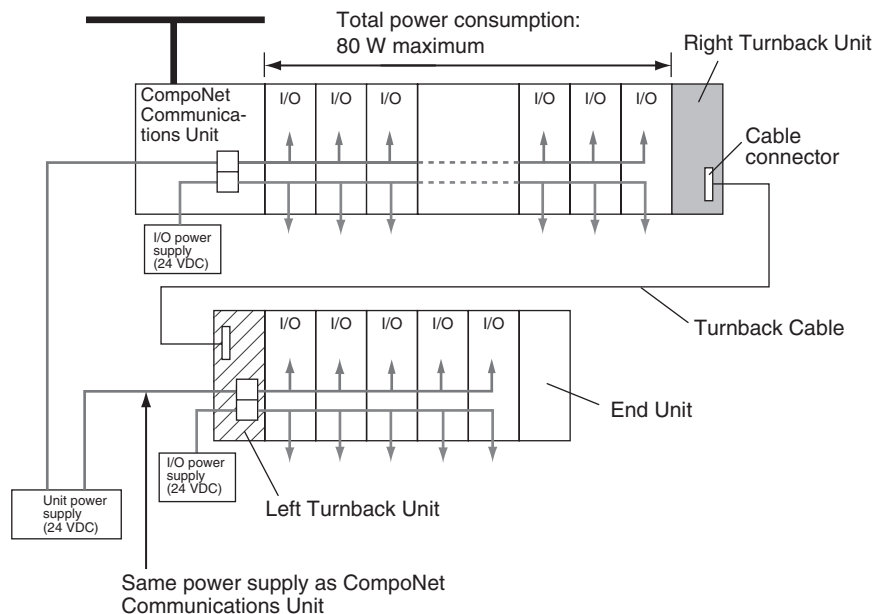 Total power consumption:
80 W maximum
Right Turnback Unit
CompoNet
Communica-
tions Unit
I/O
I/O
I/O
I/O
I/O
I/O
Cable
connector
I/O power
supply
(24 VDC)
I/O
I/O
I/O
I/O
I/O
Turnback Cable
End Unit
I/O power
supply
(24 VDC)
Left Turnback Unit
Unit power
supply
(24 VDC)
Same power supply as CompoNet
Communications Unit